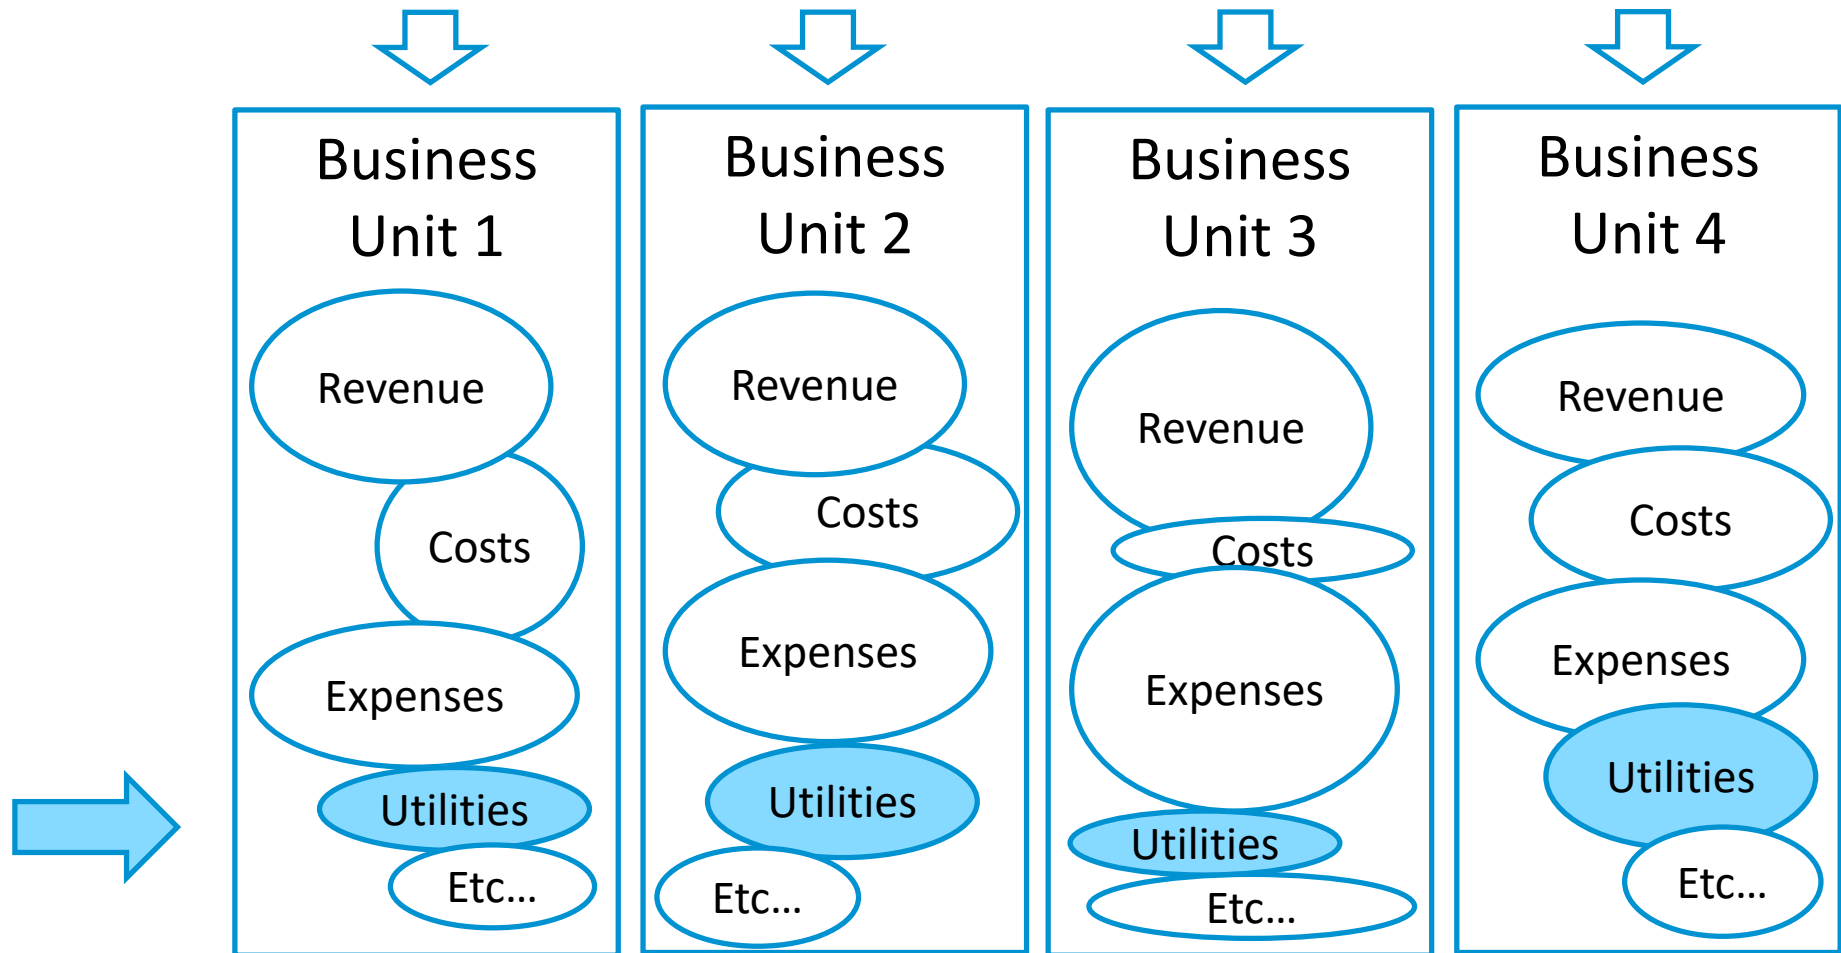 Business
Unit 1
Revenue
Costs
Expenses
Utilities
Etc...
Business
Unit 2
Revenue
Costs
Expenses
Utilities
Etc...
Business
Unit 3
Revenue
Costs
Expenses
Utilities
Etc...
Business
Unit 4
Revenue
Costs
Expenses
Utilities
Etc...